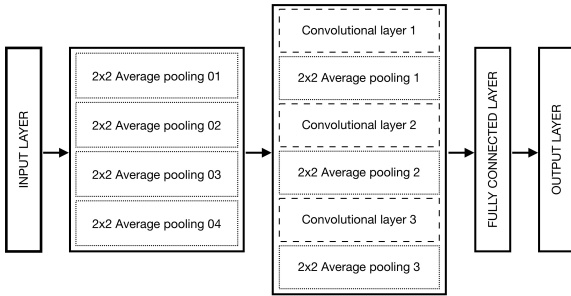 INPUT LAYER
2x2 Average pooling 01
2x2 Average pooling 02
2x2 Average pooling 03
2x2 Average pooling 04
Convolutional layer 1
2x2 Average pooling 1
Convolutional layer 2
2x2 Average pooling 2
Convolutional layer 3
2x2 Average pooling 3
FULLY CONNECTED LAYER
OUTPUT LAYER